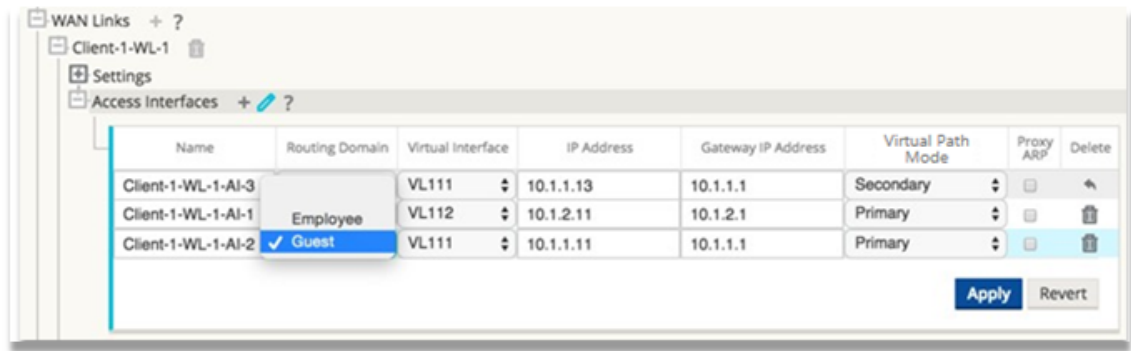 WAN Links + ?
Client-1-WL-1
Settings
Access Interfaces + ?
Name Routing Domain Virtual Interface IP Address Gateway IP Address Virtual Path Mode Proxy ARP Delete
Client-1-WL-1-AI-3 VL111 10.1.1.13 10.1.1.1 Secondary
Client-1-WL-1-AI-1 Employee VL112 10.1.2.11 10.1.2.1 Primary
Client-1-WL-1-AI-2 ✓ Guest VL111 10.1.1.11 10.1.1.1 Primary
Apply Revert